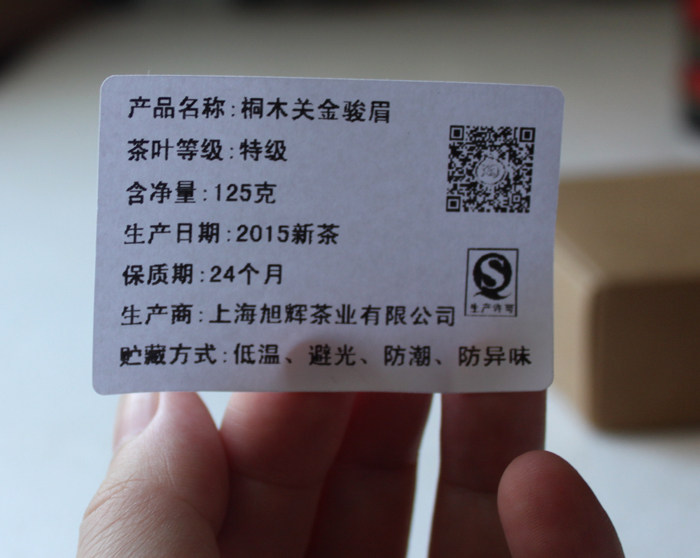 产品名称:桐木关金骏眉
茶叶等级:特级
含净量:125克
生产日期:2015新茶
保质期:24个月
生产商:上海旭辉茶业有限公司
贮藏方式:低温、避光、防潮、防异味
淘
生产许可